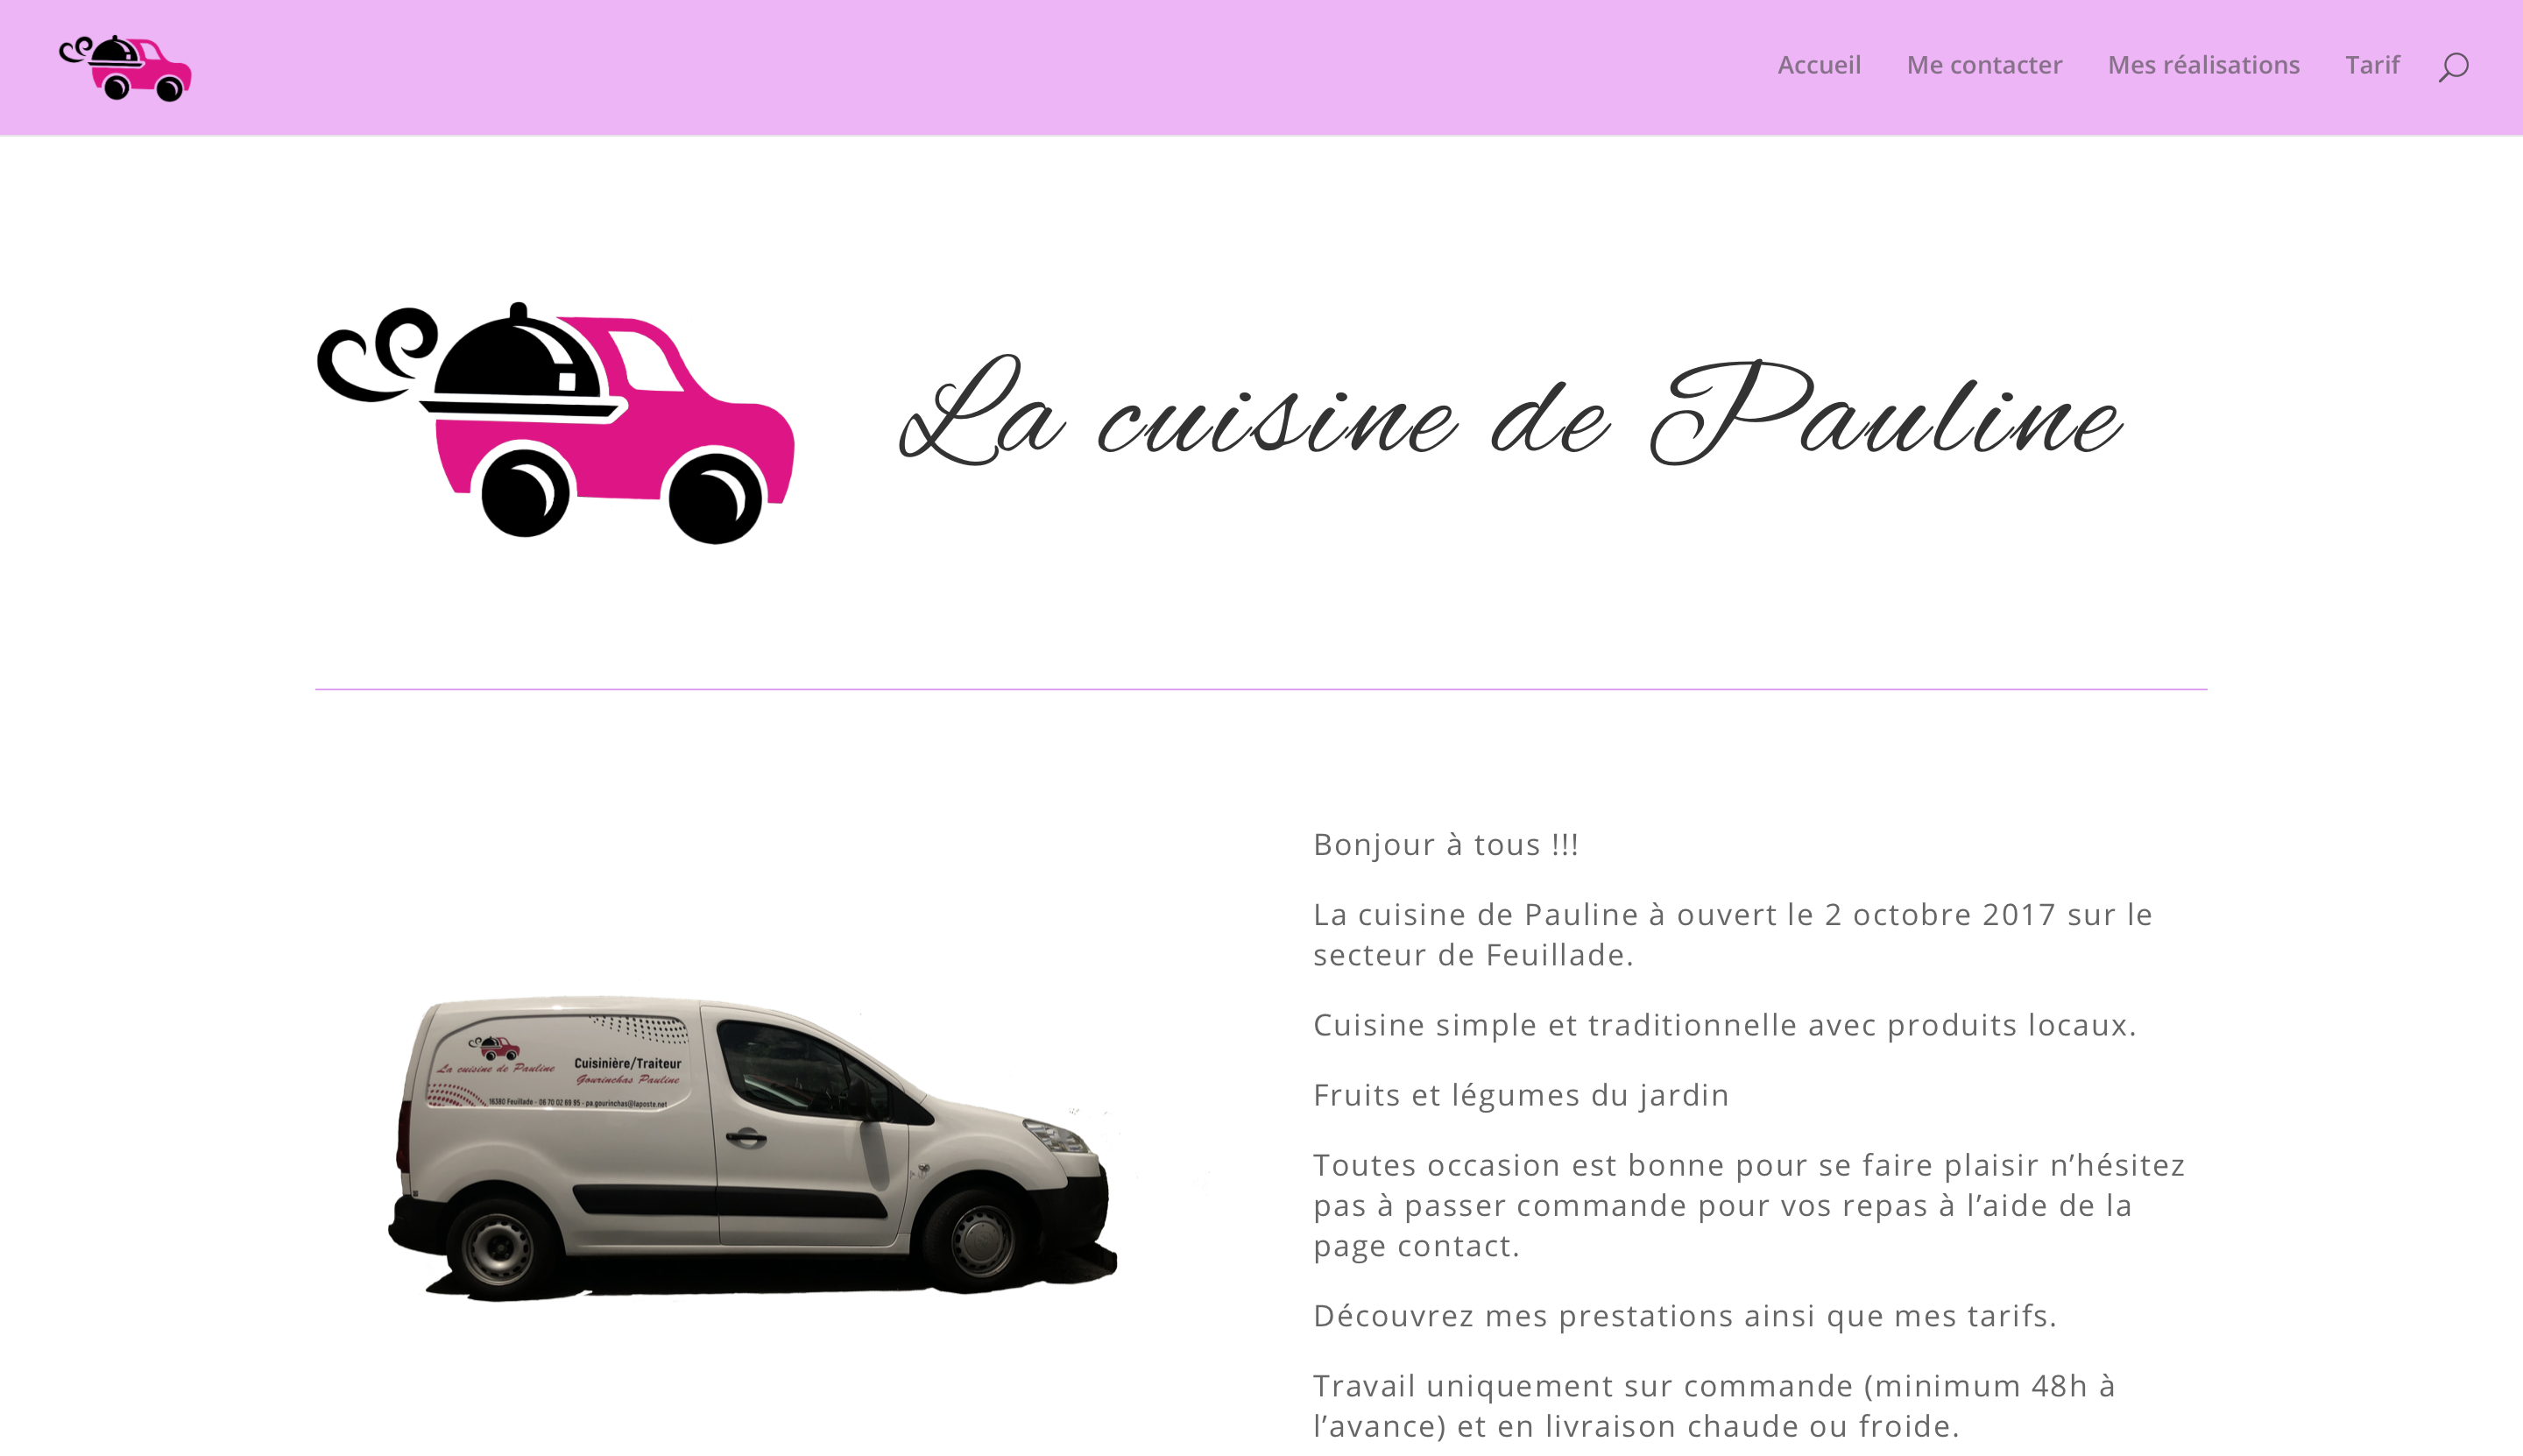 Accueil
Me contacter
Mes réalisations
Tarif
La cuisine de Pauline
La cuisine de Pauline
Cuisinière/Traiteur
Gourinchas Pauline
16380 Feuillade - 06 70 02 69 95 - pa.gourinchas@laposte.net
Bonjour à tous !!!
La cuisine de Pauline à ouvert le 2 octobre 2017 sur le
secteur de Feuillade.
Cuisine simple et traditionnelle avec produits locaux.
Fruits et légumes du jardin
Toutes occasion est bonne pour se faire plaisir n’hésitez
pas à passer commande pour vos repas à l’aide de la
page contact.
Découvrez mes prestations ainsi que mes tarifs.
Travail uniquement sur commande (minimum 48h à
l’avance) et en livraison chaude ou froide.